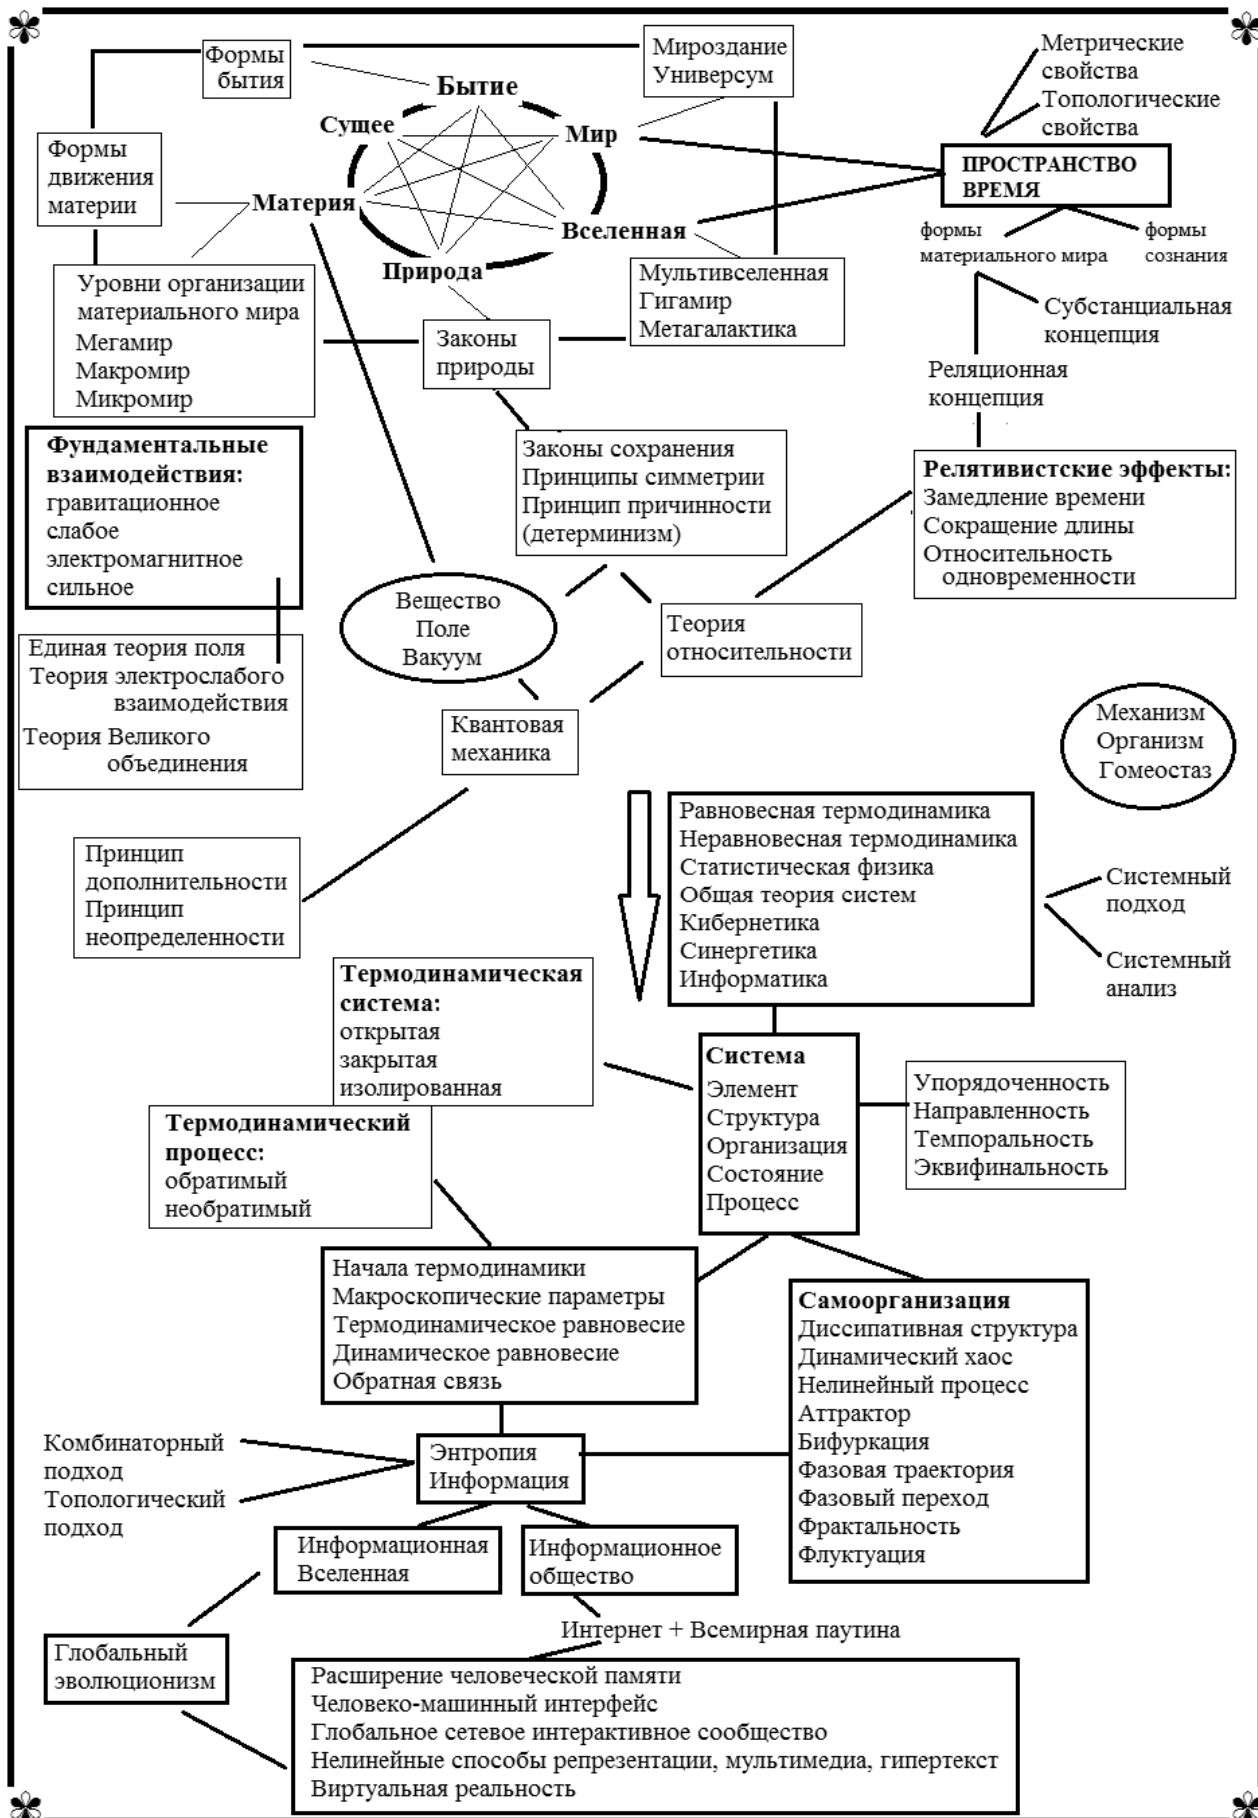 Формы
бытия
Мироздание
Универсум
Бытие
Сущее
Мир
Материя
Вселенная
Природа
Формы
движения
материи
Уровни организации
материального мира
Мегамир
Макромир
Микромир
Законы
природы
Мультивселенная
Гигамир
Метагалактика
Метрические
свойства
Топологические
свойства
ПРОСТРАНСТВО
ВРЕМЯ
формы
материального мира
формы
сознания
Субстанциальная
концепция
Реляционная
концепция
Фундаментальные
взаимодействия:
гравитационное
слабое
электромагнитное
сильное
Законы сохранения
Принципы симметрии
Принцип причинности
(детерминизм)
Релятивистские эффекты:
Замедление времени
Сокращение длины
Относительность
одновременности
Вещество
Поле
Вакуум
Теория
относительности
Единая теория поля
Теория электрослабого
взаимодействия
Теория Великого
объединения
Квантовая
механика
Механизм
Организм
Гомеостаз
Принцип
дополнительности
Принцип
неопределенности
Равновесная термодинамика
Неравновесная термодинамика
Статистическая физика
Общая теория систем
Кибернетика
Синергетика
Информатика
Системный
подход
Системный
анализ
Термодинамическая
система:
открытая
закрытая
изолированная
Система
Элемент
Структура
Организация
Состояние
Процесс
Упорядоченность
Направленность
Темпоральность
Эквифинальность
Термодинамический
процесс:
обратимый
необратимый
Начала термодинамики
Макроскопические параметры
Термодинамическое равновесие
Динамическое равновесие
Обратная связь
Самоорганизация
Диссипативная структура
Динамический хаос
Нелинейный процесс
Аттрактор
Бифуркация
Фазовая траектория
Фазовый переход
Фрактальность
Флуктуация
Комбинаторный
подход
Топологический
подход
Энтропия
Информация
Информационная
Вселенная
Информационное
общество
Интернет + Всемирная паутина
Глобальный
эволюционизм
Расширение человеческой памяти
Человеко-машинный интерфейс
Глобальное сетевое интерактивное сообщество
Нелинейные способы репрезентации, мультимедиа, гипертекст
Виртуальная реальность